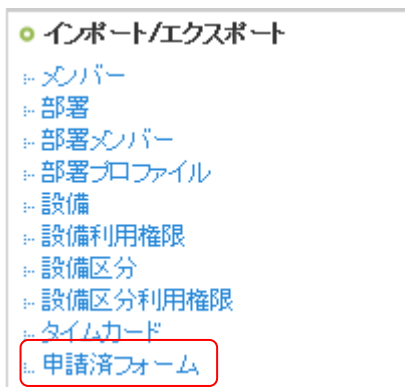 インポート/エクスポート
メンバー
部署
部署メンバー
部署プロファイル
設備
設備利用権限
設備区分
設備区分利用権限
タイムカード
申請済フォーム